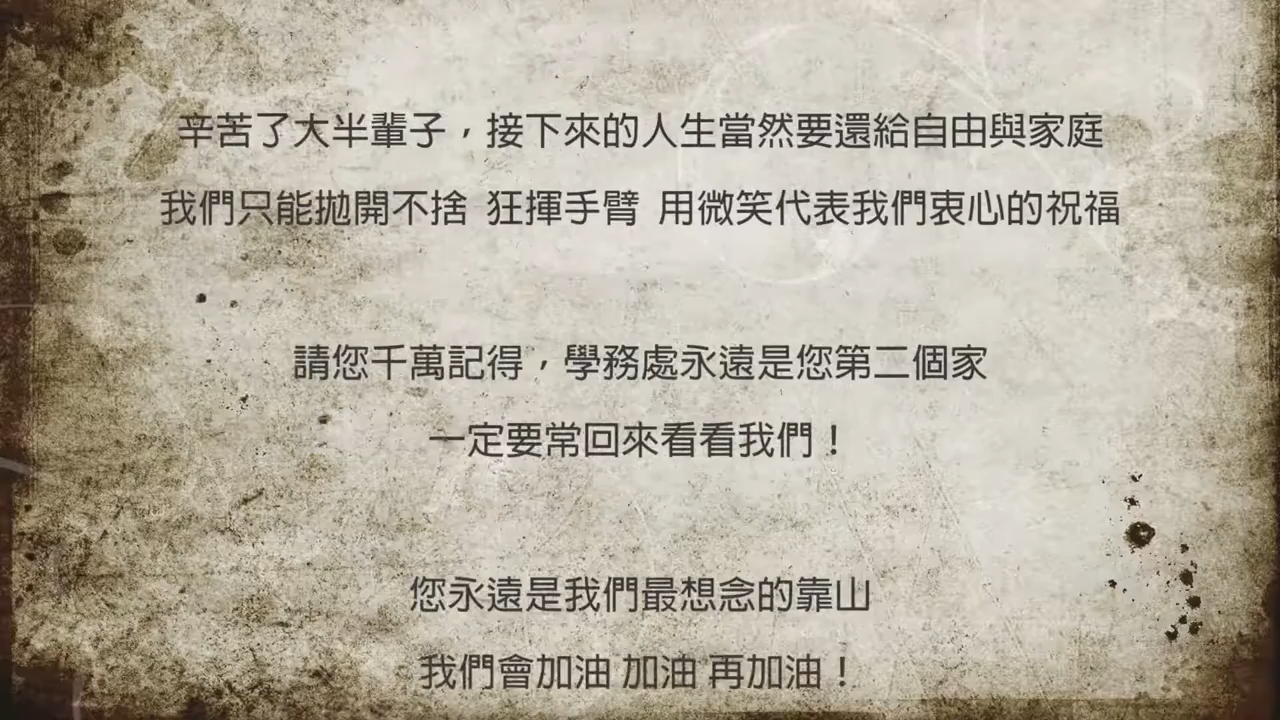 辛苦了大半輩子，接下來的人生當然要還給自由與家庭
我們只能拋開不捨 狂揮手臂 用微笑代表我們衷心的祝福
請您千萬記得，學務處永遠是您第二個家
一定要常回來看看我們！
您永遠是我們最想念的靠山
我們會加油 加油 再加油！